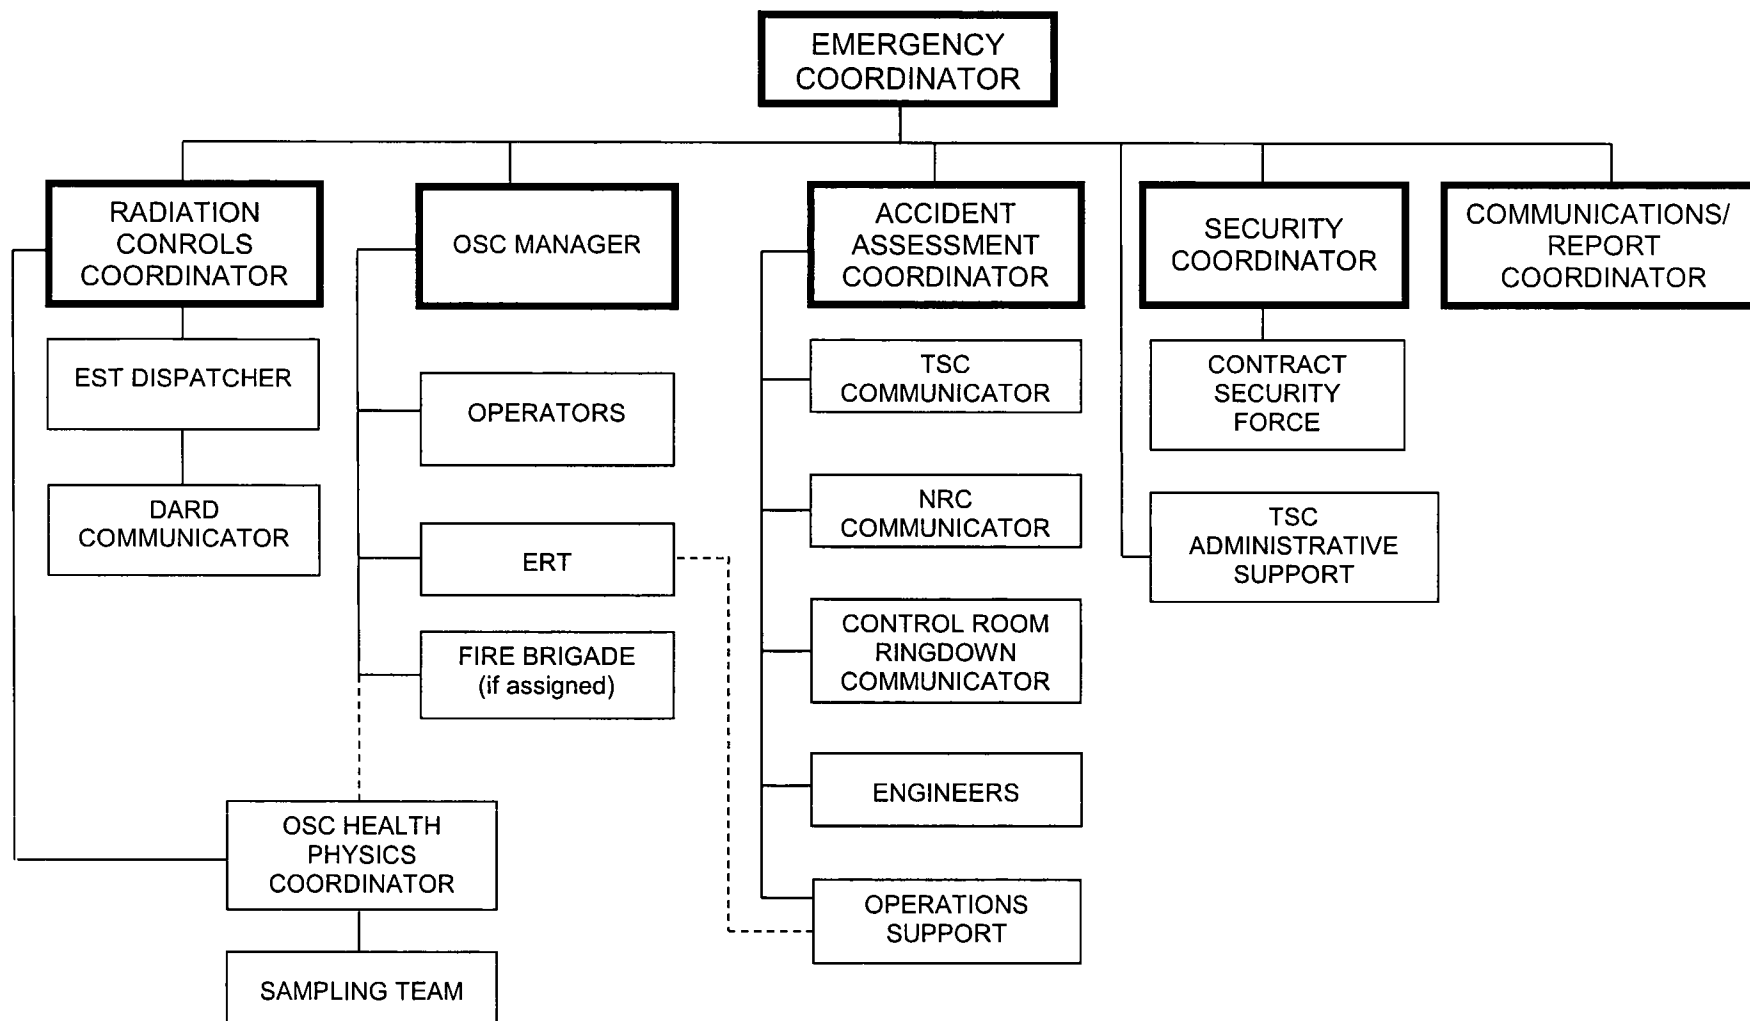 EMERGENCY
COORDINATOR
RADIATION
CONROLS
COORDINATOR
OSC MANAGER
ACCIDENT
ASSESSMENT
COORDINATOR
SECURITY
COORDINATOR
COMMUNICATIONS/
REPORT
COORDINATOR
EST DISPATCHER
DARD
COMMUNICATOR
OPERATORS
ERT
FIRE BRIGADE
(if assigned)
TSC
COMMUNICATOR
NRC
COMMUNICATOR
CONTROL ROOM
RINGDOWN
COMMUNICATOR
ENGINEERS
OPERATIONS
SUPPORT
CONTRACT
SECURITY
FORCE
TSC
ADMINISTRATIVE
SUPPORT
OSC HEALTH
PHYSICS
COORDINATOR
SAMPLING TEAM